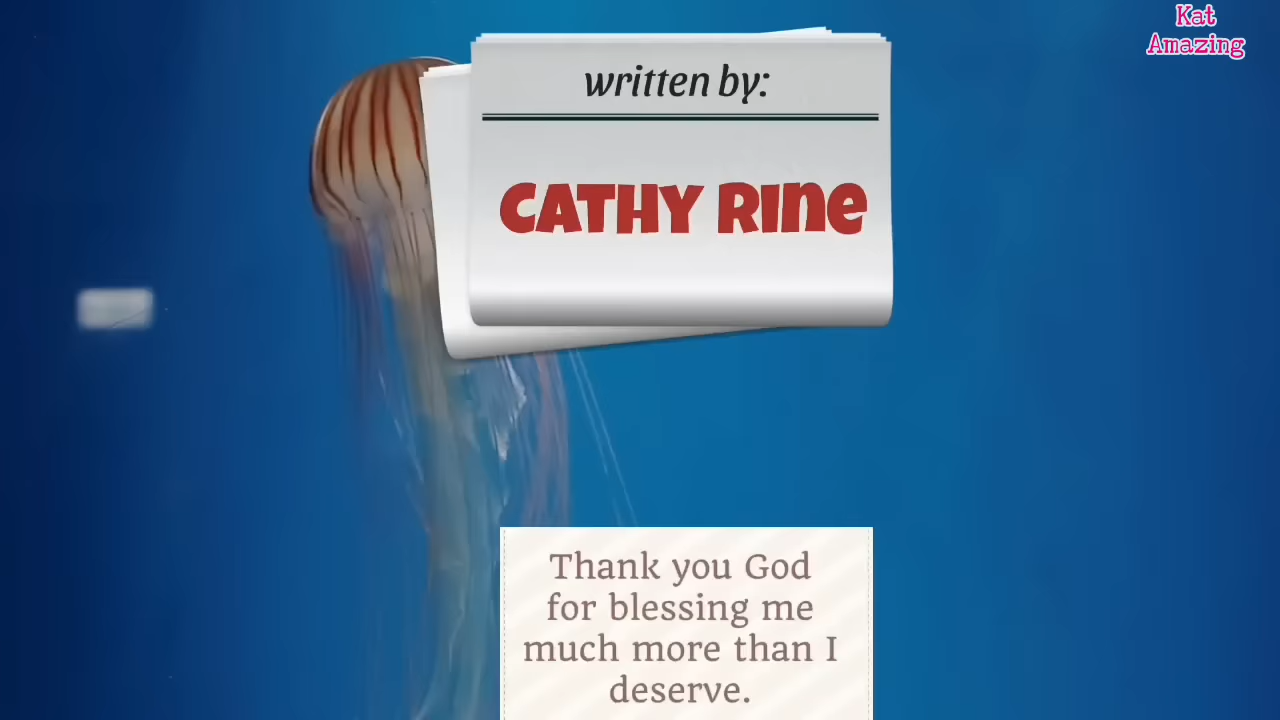 Kat
Amazing
written by:
CATHY RINE
Thank you God
for blessing me
much more than I
deserve.